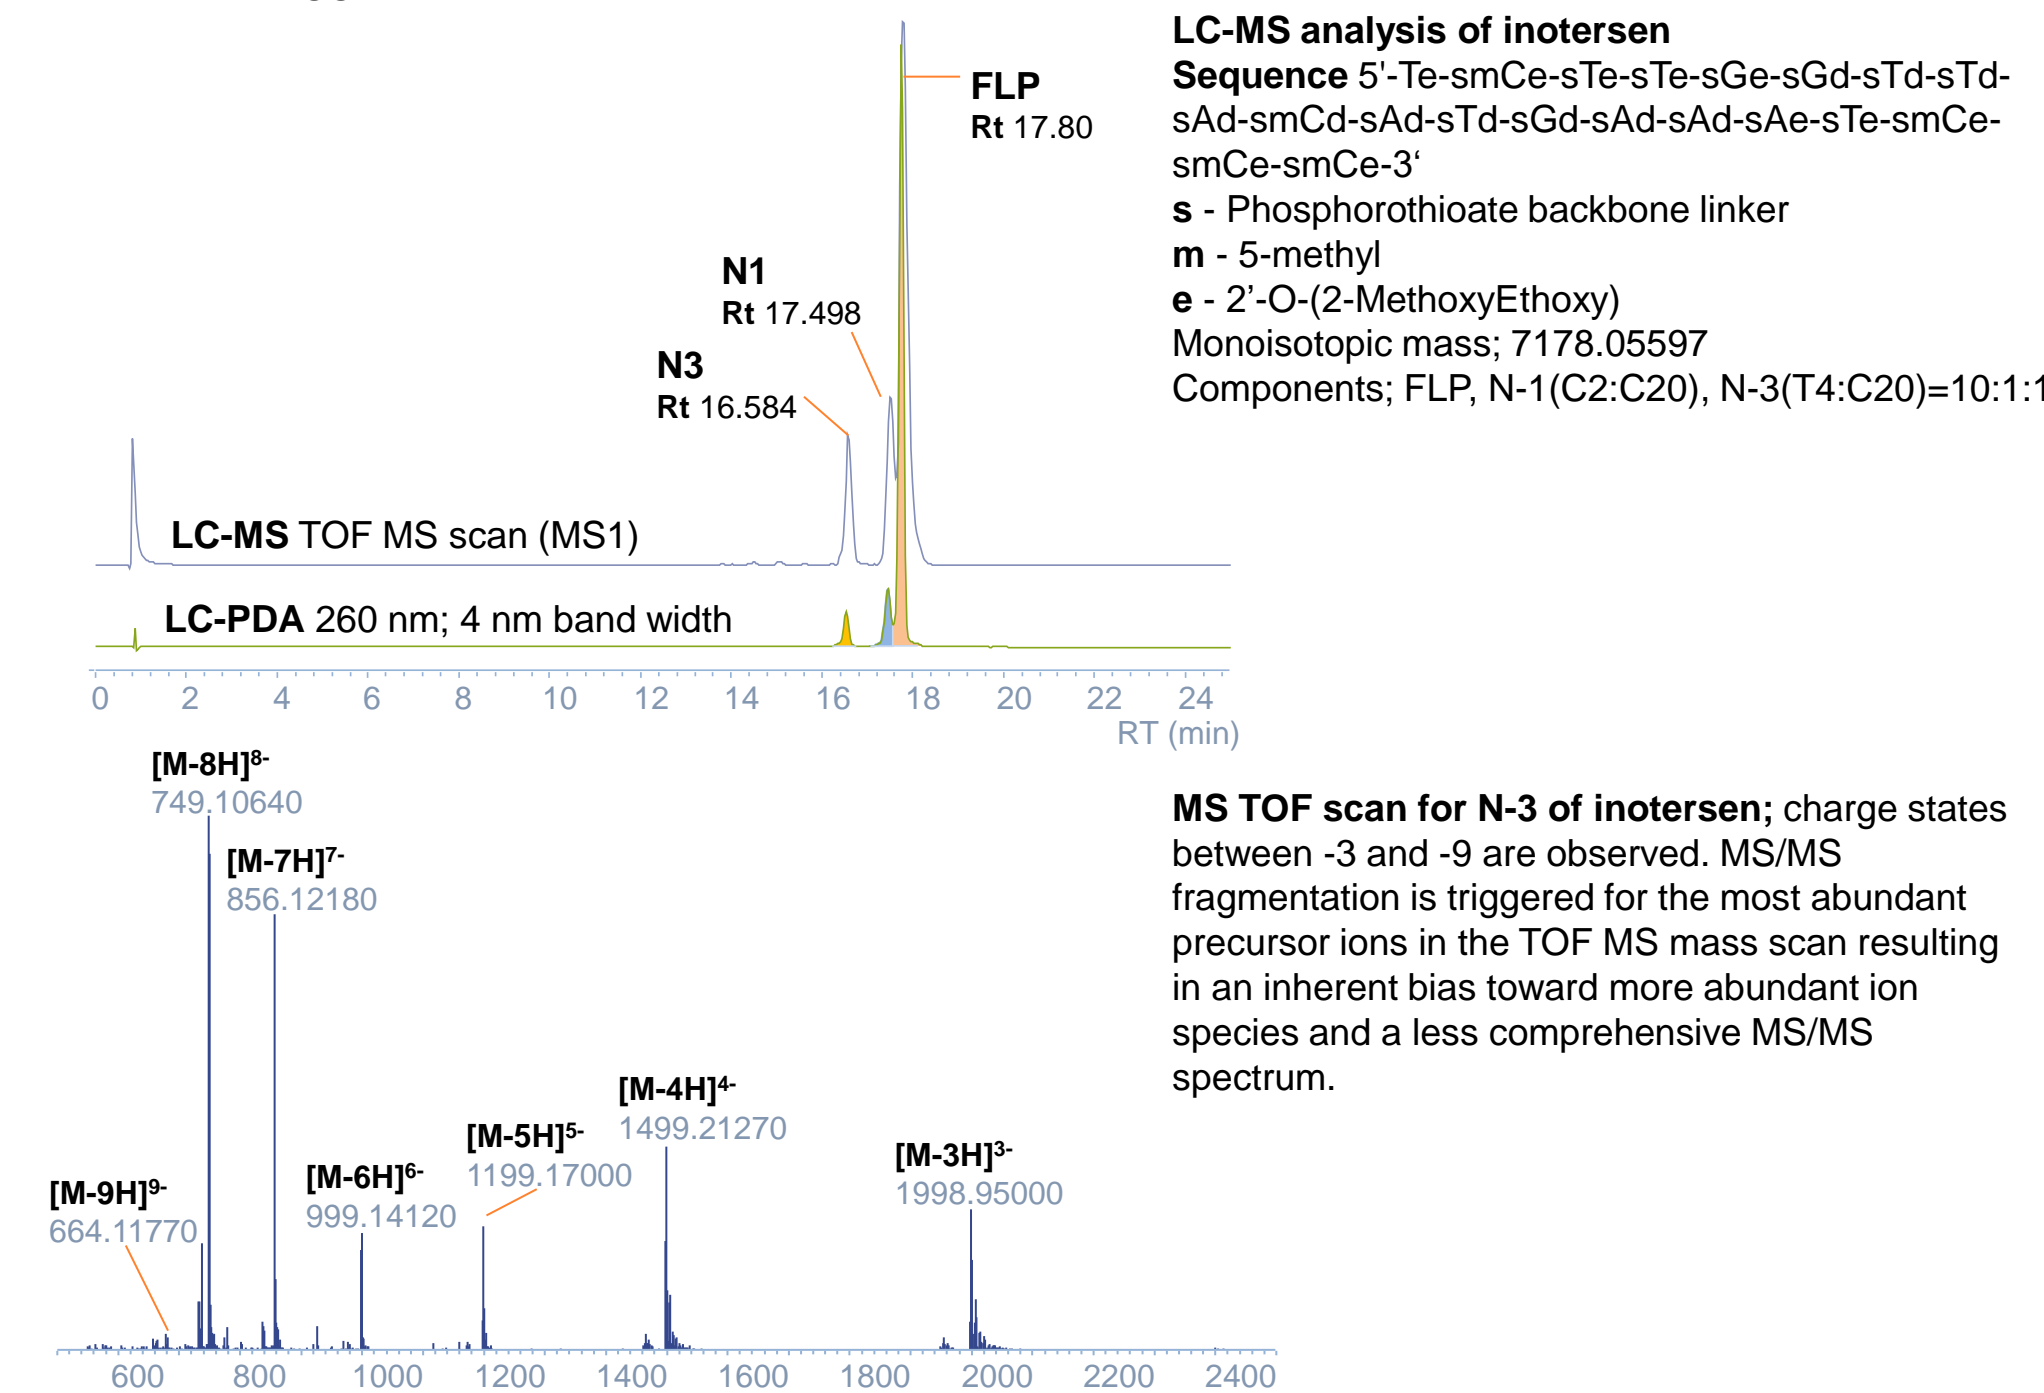 LC-MS analysis of inotersen
Sequence 5'-Te-smCe-sTe-sTe-sGe-sGd-sTd-sTd-
sAd-smCd-sAd-sTd-sGd-sAd-sAd-sAe-sTe-smCe-
smCe-smCe-3‘
s - Phosphorothioate backbone linker
m - 5-methyl
e - 2’-O-(2-MethoxyEthoxy)
Monoisotopic mass; 7178.05597
Components; FLP, N-1(C2:C20), N-3(T4:C20)=10:1:1
FLP
Rt 17.80
N1
Rt 17.498
N3
Rt 16.584
LC-MS TOF MS scan (MS1)
LC-PDA 260 nm; 4 nm band width
0 2 4 6 8 10 12 14 16 18 20 22 24
RT (min)
[M-8H]8-
749.10640
[M-7H]7-
856.12180
[M-4H]4-
1499.21270
[M-5H]5-
1199.17000
[M-3H]3-
1998.95000
[M-6H]6-
999.14120
[M-9H]9-
664.11770
600 800 1000 1200 1400 1600 1800 2000 2200 2400
MS TOF scan for N-3 of inotersen; charge states
between -3 and -9 are observed. MS/MS
fragmentation is triggered for the most abundant
precursor ions in the TOF MS mass scan resulting
in an inherent bias toward more abundant ion
species and a less comprehensive MS/MS
spectrum.